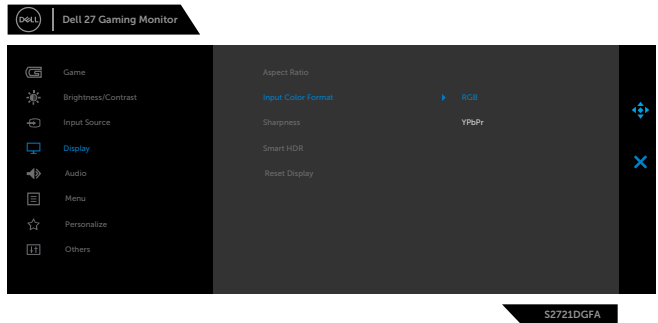 DELL
Dell 27 Gaming Monitor
Game
Aspect Ratio
Brightness/Contrast
Input Color Format
RGB
Input Source
Sharpness
YPbPr
Display
Smart HDR
Audio
Reset Display
Menu
Personalize
Others
S2721DGFA